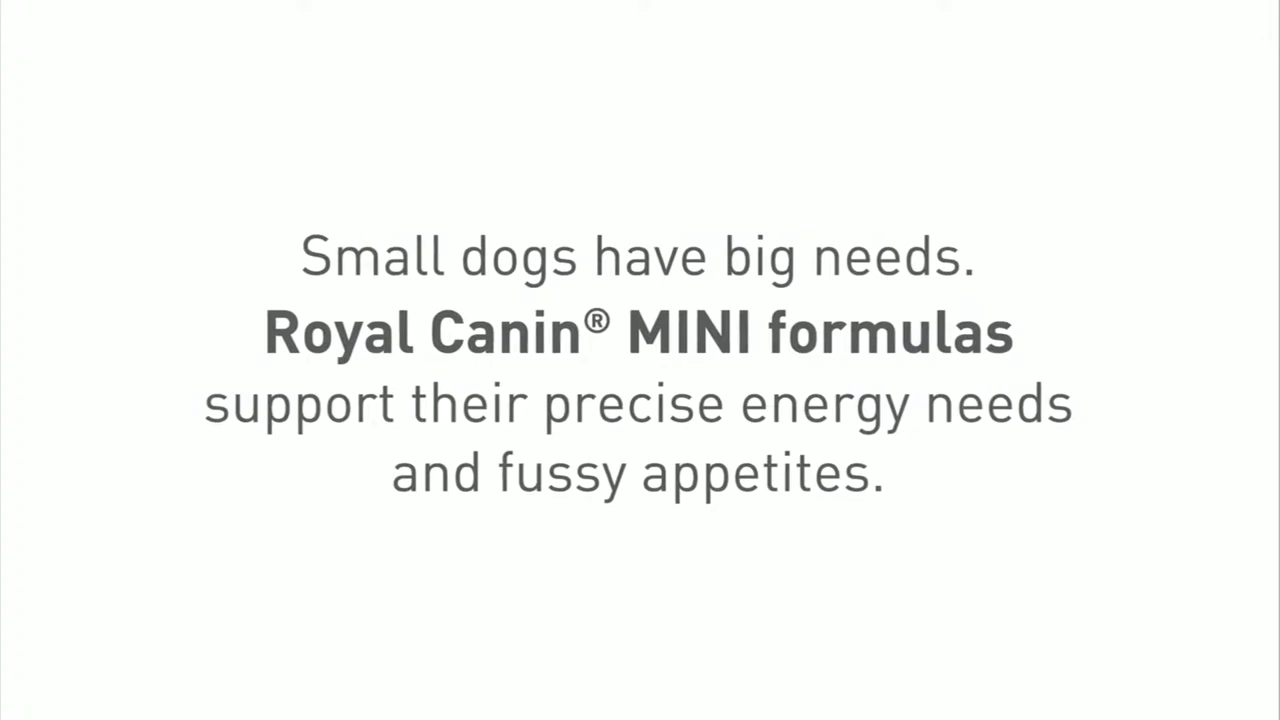 Small dogs have big needs.
Royal Canin® MINI formulas
support their precise energy needs
and fussy appetites.